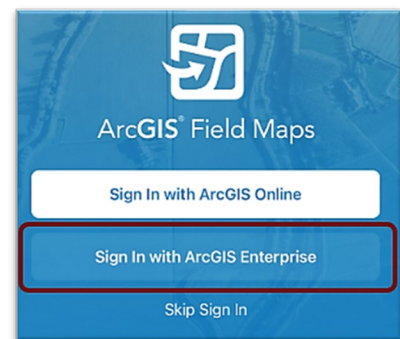 ArcGIS® Field Maps
Sign In with ArcGIS Online
Sign In with ArcGIS Enterprise
Skip Sign In